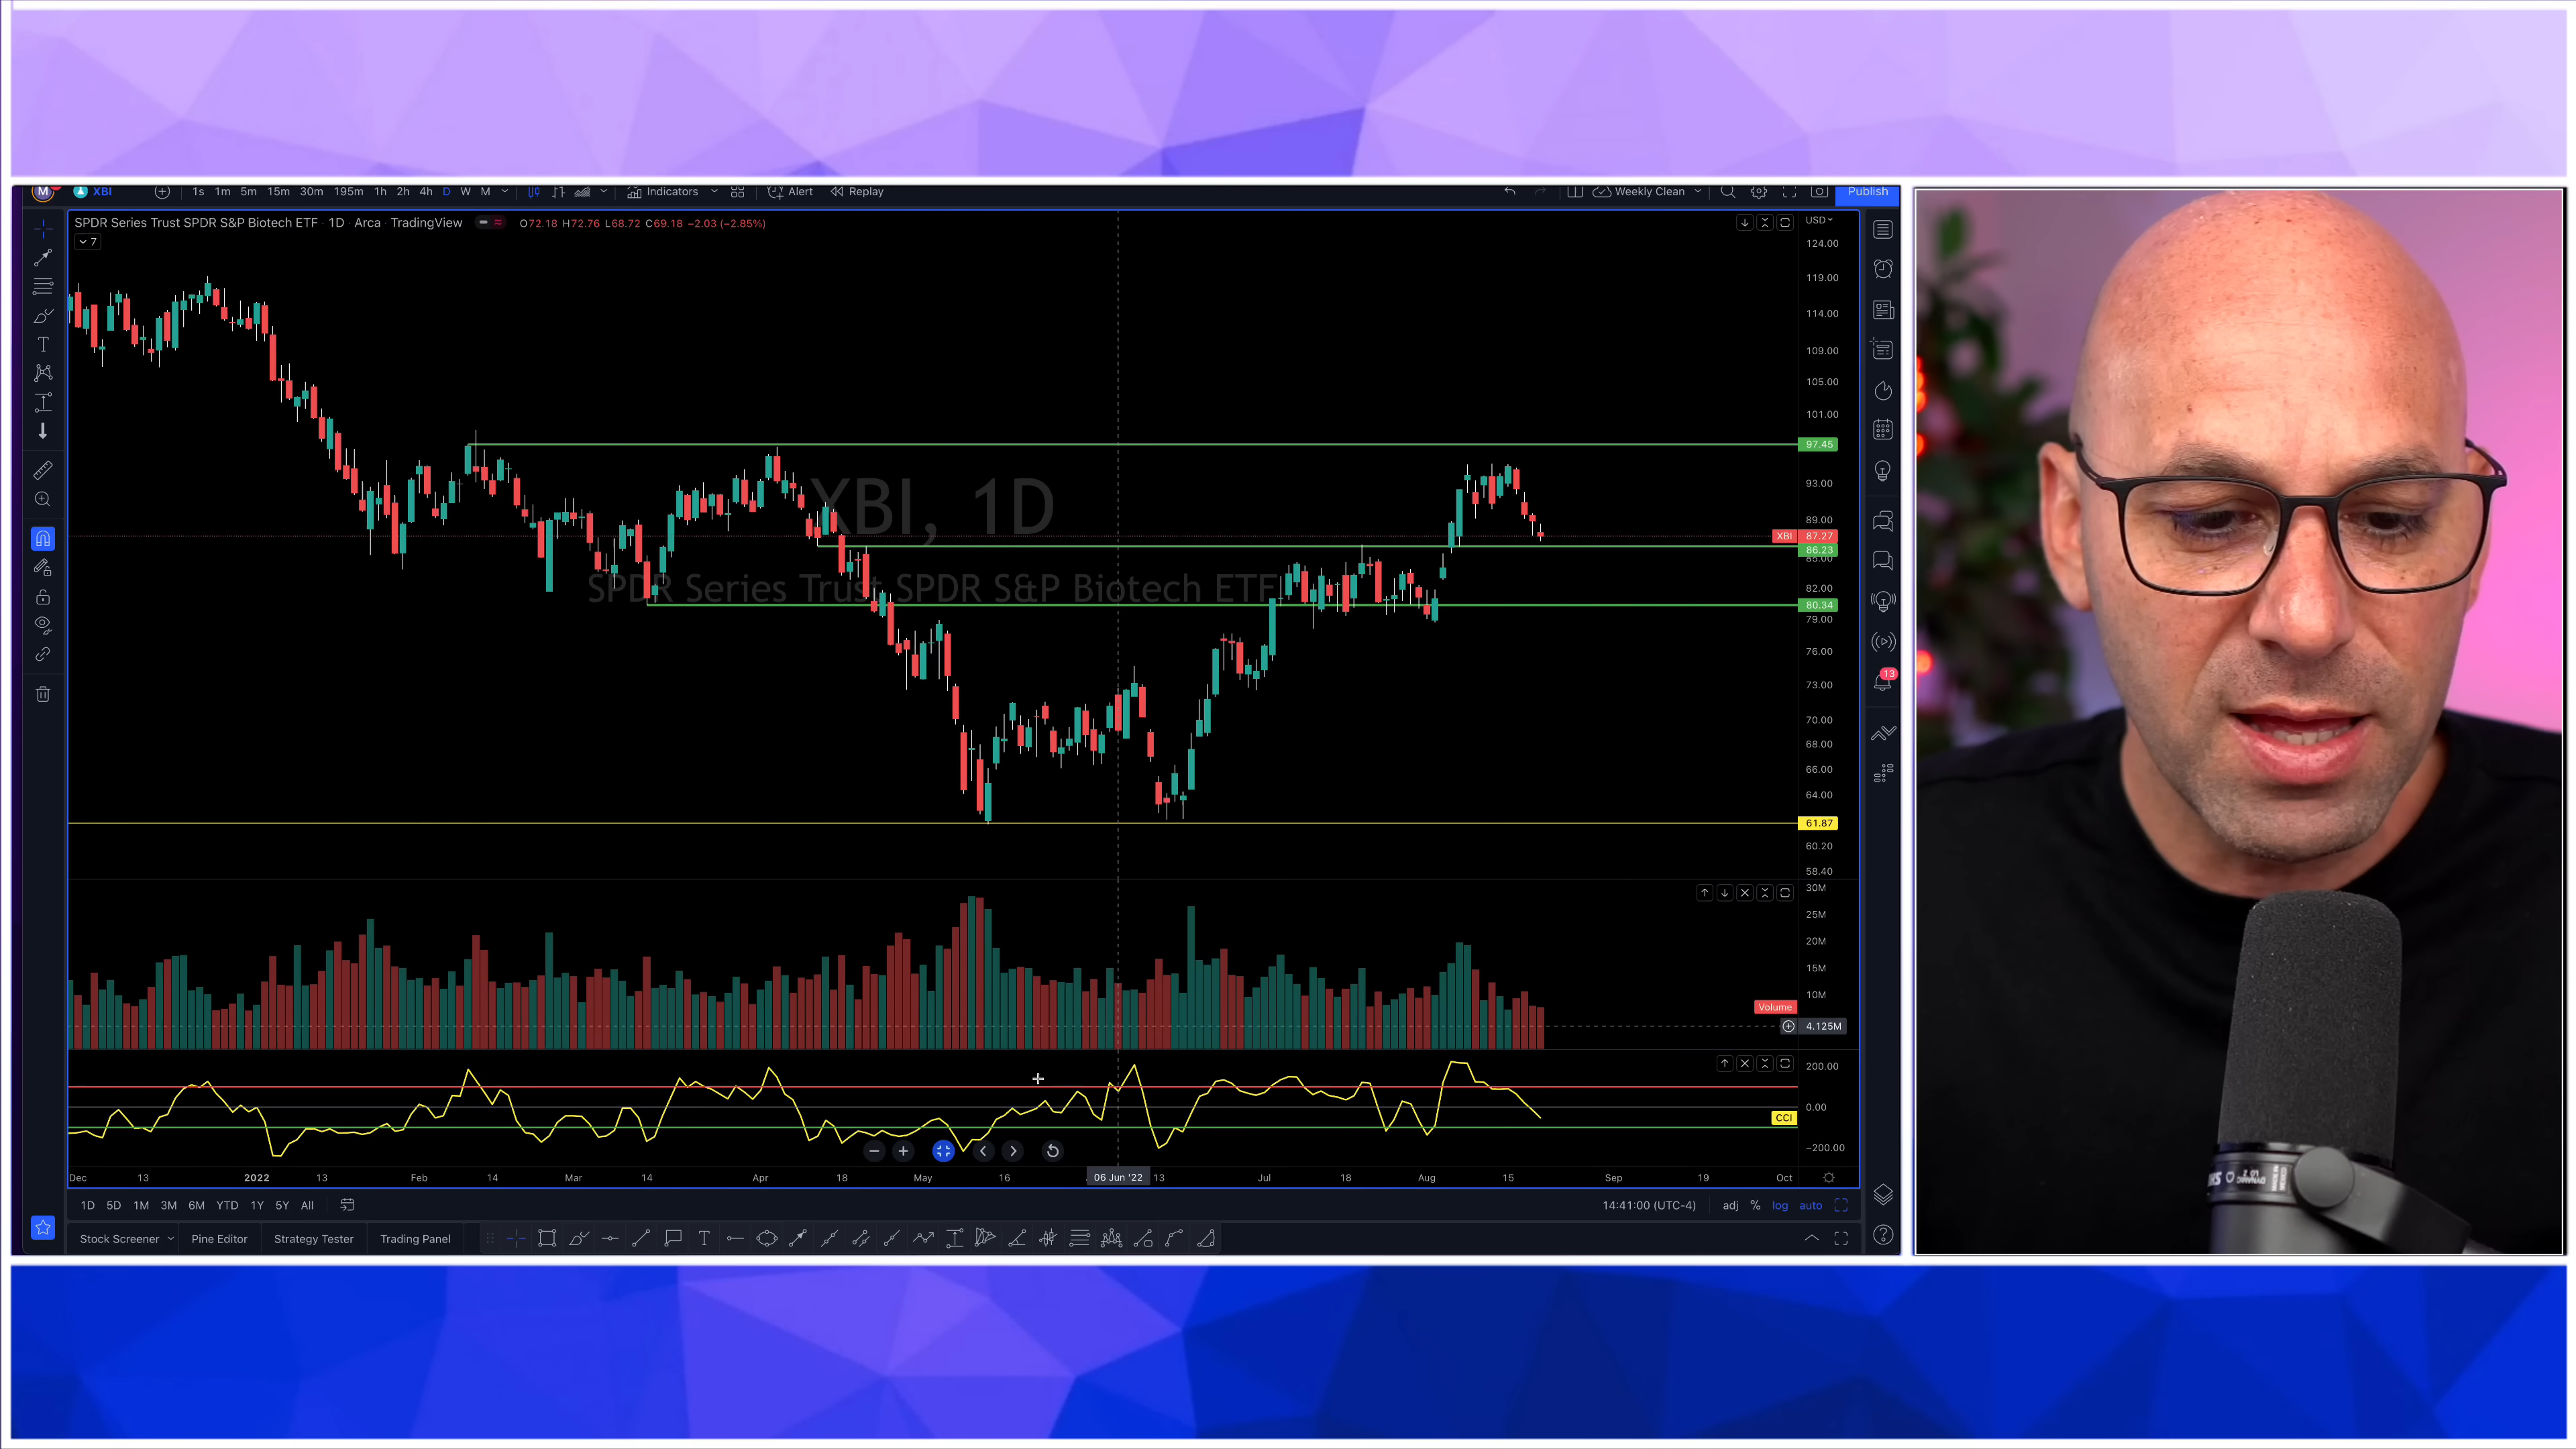 M XBI 1s 1m 5m 15m 30m 195m 1h 2h 4h D W M Indicators Alert Replay Weekly Clean Publish
SPDR Series Trust SPDR S&P Biotech ETF · 1D · Arca · TradingView O72.18 H72.76 L68.72 C69.18 −2.03 (−2.85%) USD
7
124.00
119.00
114.00
109.00
105.00
101.00
97.45
93.00
XBI, 1D
89.00
XBI 87.27
86.23
85.00
SPDR Series Trust SPDR S&P Biotech ETF
82.00
80.34
79.00
76.00
73.00
13
70.00
68.00
66.00
64.00
61.87
60.20
58.40
30M
25M
20M
15M
10M
Volume
4.125M
200.00
0.00
CCI
−200.00
Dec 13 2022 13 Feb 14 Mar 14 Apr 18 May 16 06 Jun '22 13 Jul 18 Aug 15 Sep 19 Oct
1D 5D 1M 3M 6M YTD 1Y 5Y All 14:41:00 (UTC-4) adj % log auto
Stock Screener Pine Editor Strategy Tester Trading Panel